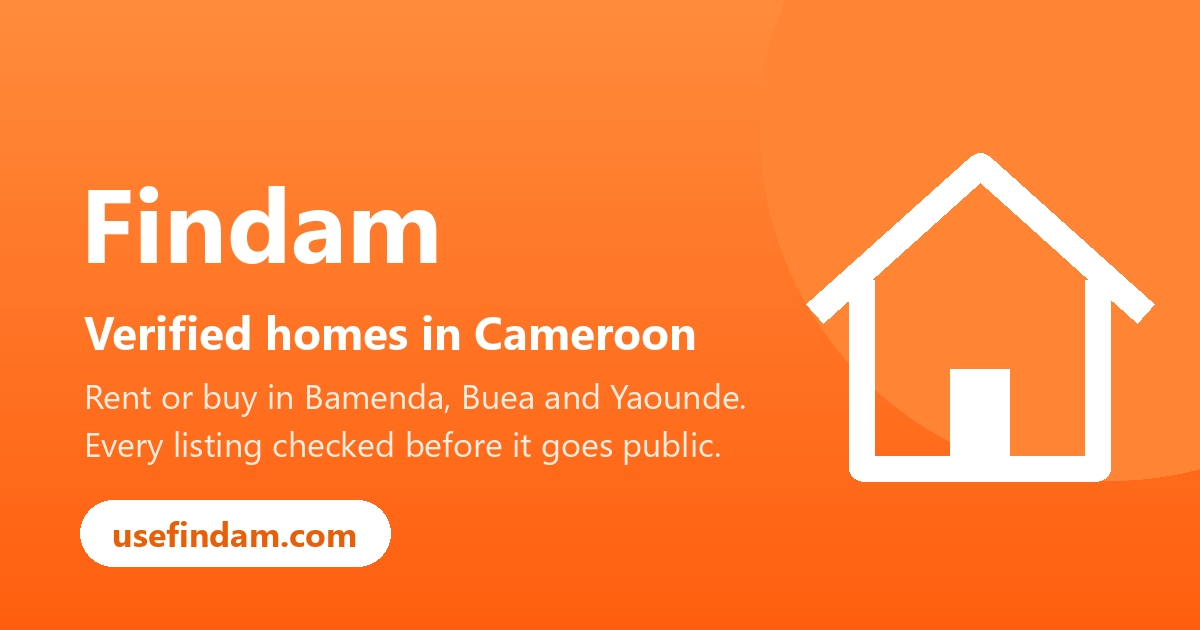 Findam
Verified homes in Cameroon
Rent or buy in Bamenda, Buea and Yaounde.
Every listing checked before it goes public.
usefindam.com